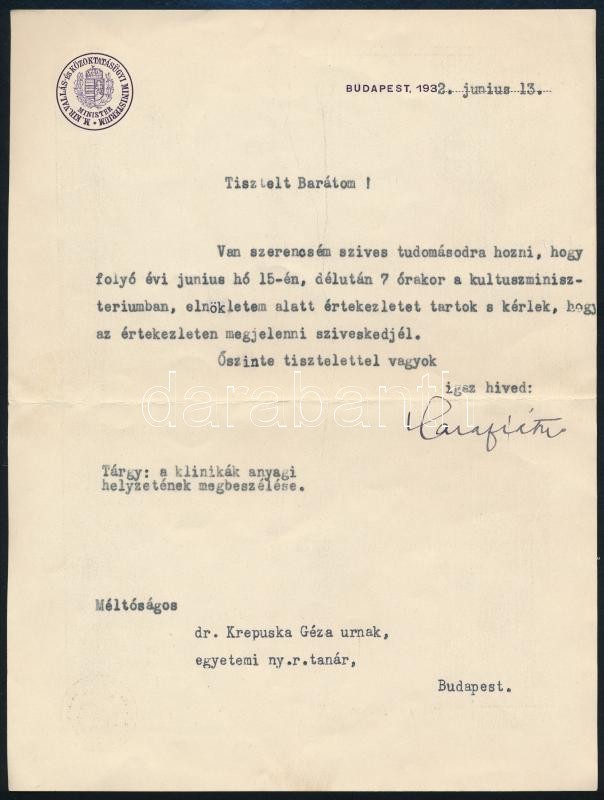 M. KIR. VALLÁS- ÉS KÖZOKTATÁSÜGYI MINISTERIUM
MINISTER
BUDAPEST, 1932. junius 13.
Tisztelt Barátom !
Van szerencsém szives tudomásodra hozni, hogy
folyó évi junius hó 15-én, délután 7 órakor a kultuszminisz-
teriumban, elnökletem alatt értekezletet tartok s kérlek, hogy
az értekezleten megjelenni sziveskedjél.
Őszinte tisztelettel vagyok
igaz hived:
Karafiáth
Tárgy: a klinikák anyagi
helyzetének megbeszélése.
Méltóságos
dr. Krepuska Géza urnak,
egyetemi ny.r.tanár,
Budapest.
darabanth